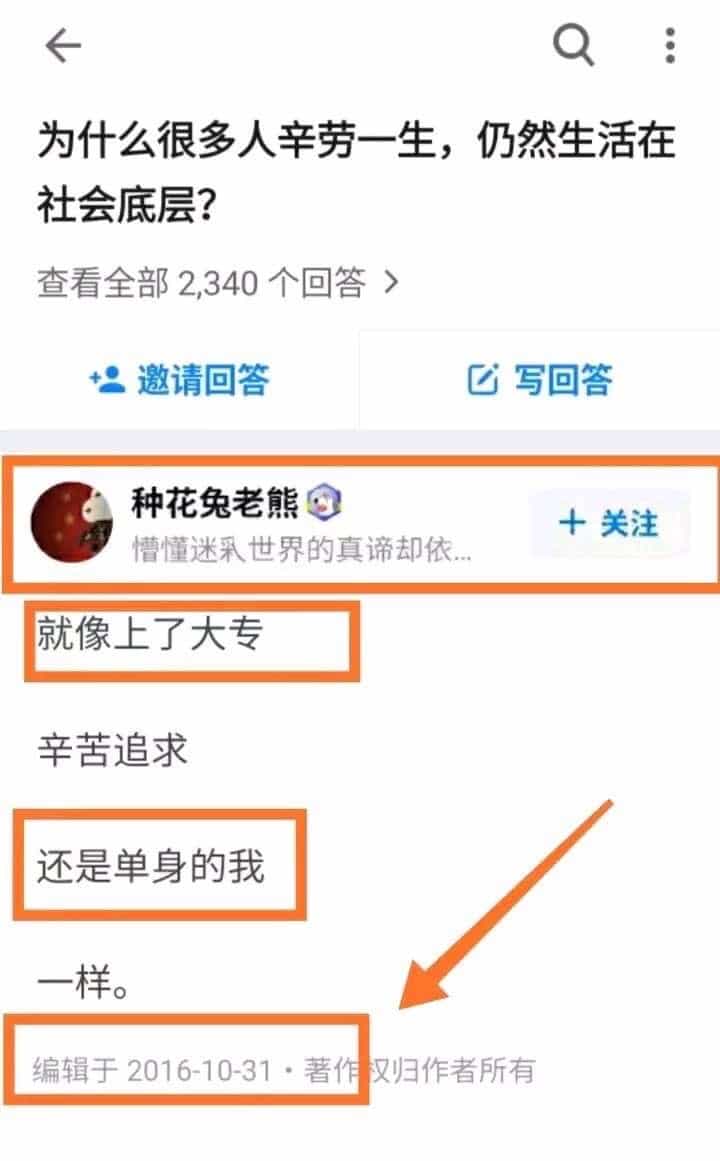 为什么很多人辛劳一生，仍然生活在
社会底层？
查看全部 2,340 个回答 >
邀请回答
写回答
种花兔老熊
懵懂迷乱世界的真谛却依...
+ 关注
就像上了大专
辛苦追求
还是单身的我
一样。
编辑于 2016-10-31・著作权归作者所有